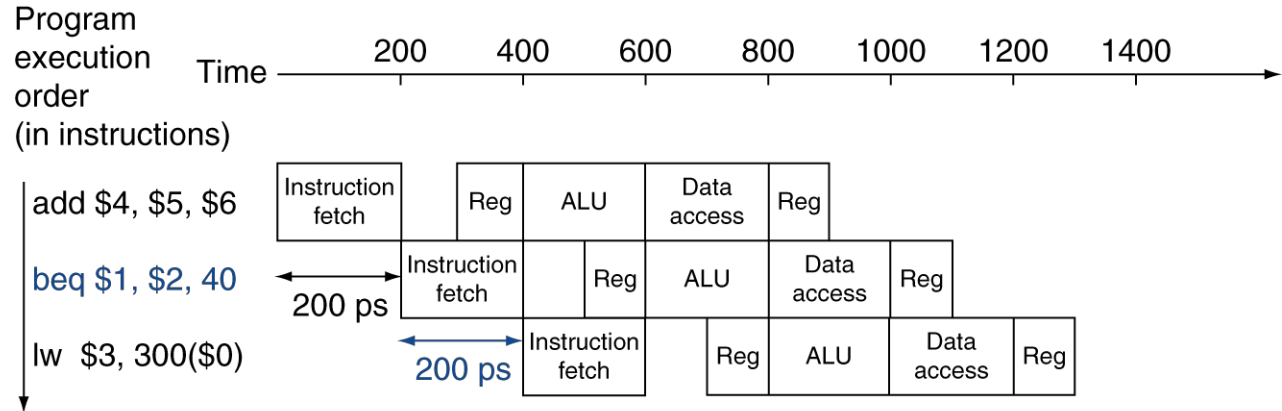 Program
execution
order
(in instructions)
Time
200 400 600 800 1000 1200 1400
add $4, $5, $6
Instruction
fetch
Reg
ALU
Data
access
Reg
beq $1, $2, 40
200 ps
Instruction
fetch
Reg
ALU
Data
access
Reg
lw $3, 300($0)
200 ps
Instruction
fetch
Reg
ALU
Data
access
Reg